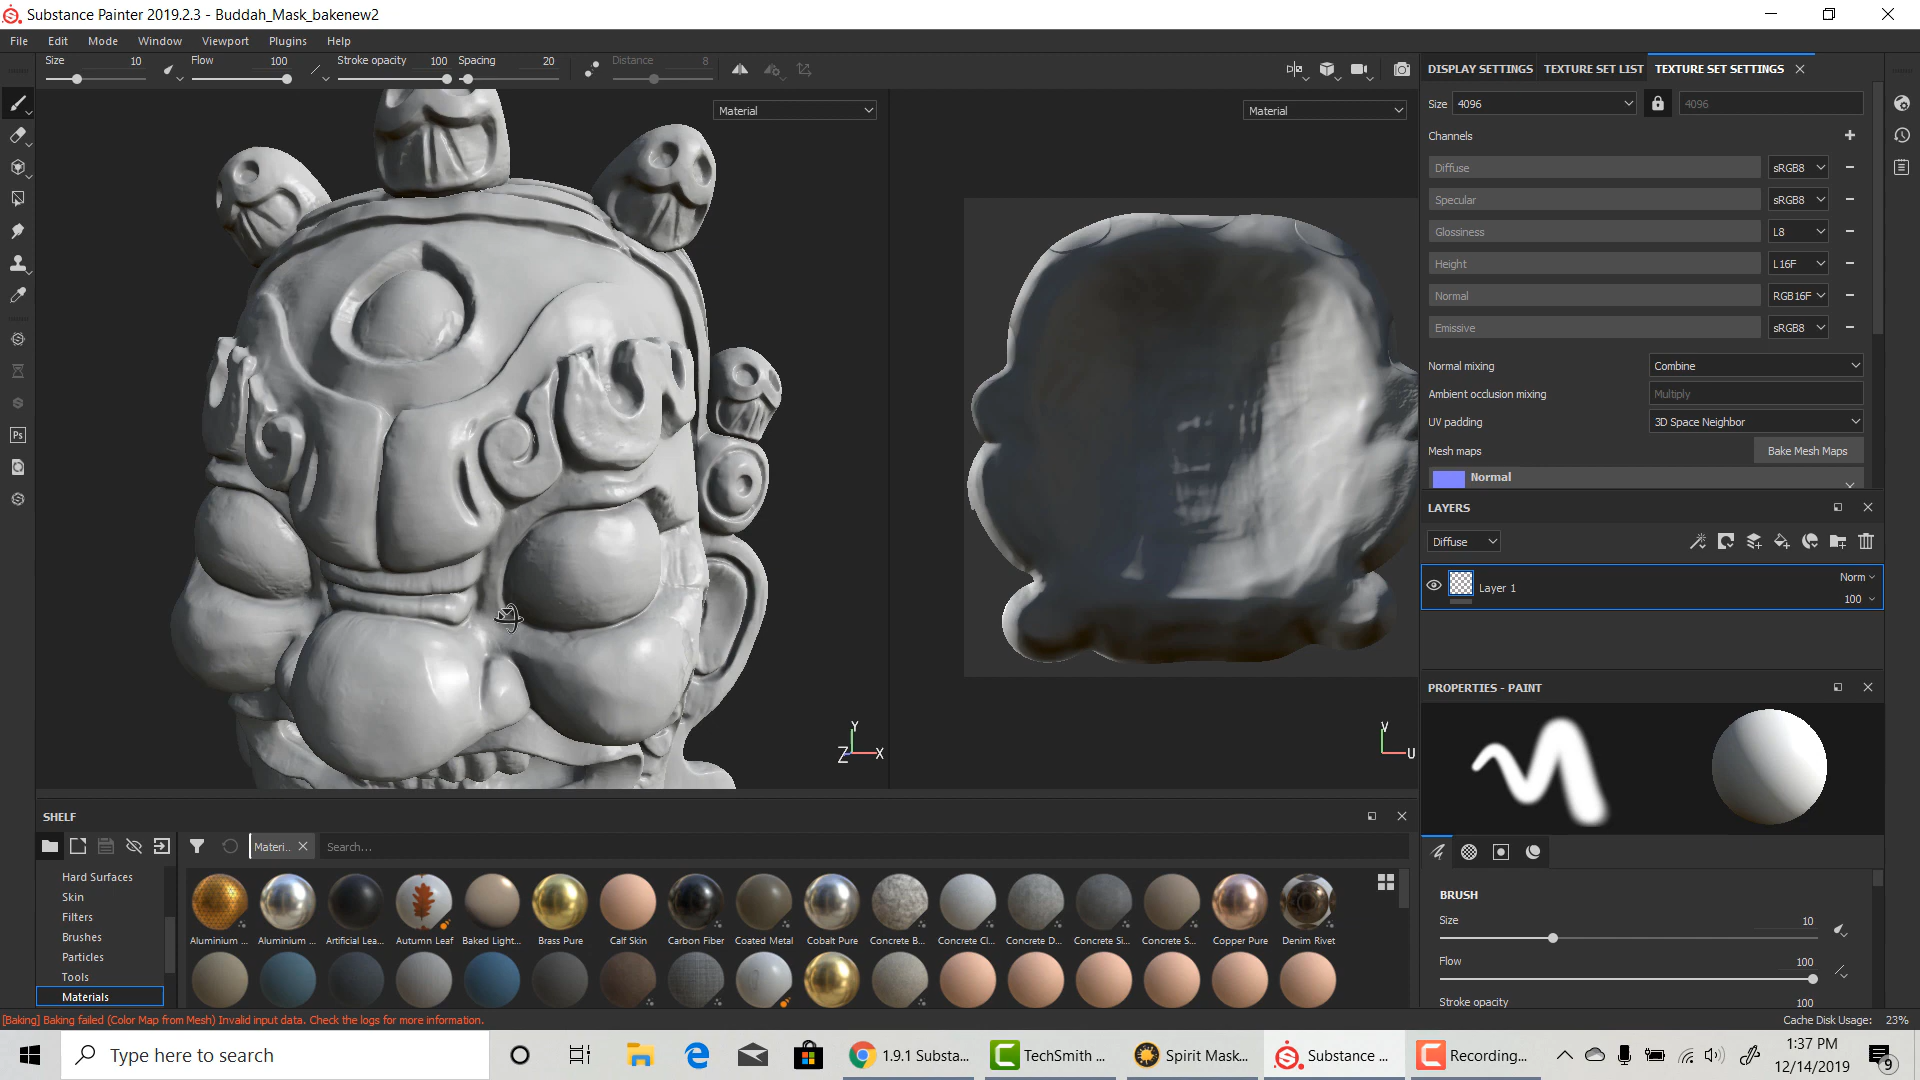 Substance Painter 2019.2.3 - Buddah_Mask_bakenew2
File Edit Mode Window Viewport Plugins Help
Size 10 Flow 100 Stroke opacity 100 Spacing 20 Distance 8
Material
Material
DISPLAY SETTINGS TEXTURE SET LIST TEXTURE SET SETTINGS
Size 4096 4096
Channels
Diffuse sRGB8
Specular sRGB8
Glossiness L8
Height L16F
Normal RGB16F
Emissive sRGB8
Normal mixing Combine
Ambient occlusion mixing Multiply
UV padding 3D Space Neighbor
Mesh maps Bake Mesh Maps
Normal
LAYERS
Diffuse
Layer 1 Norm
100
PROPERTIES - PAINT
Y
Z X
V
U
Ps
BRUSH
Size 10
Flow 100
Stroke opacity 100
SHELF
Materi.. Search...
Hard Surfaces
Skin
Filters
Brushes
Particles
Tools
Materials
Aluminium ... Aluminium ... Artificial Lea... Autumn Leaf Baked Light... Brass Pure Calf Skin Carbon Fiber Coated Metal Cobalt Pure Concrete B... Concrete Cl... Concrete D... Concrete Si... Concrete S... Copper Pure Denim Rivet
[Baking] Baking failed (Color Map from Mesh) Invalid input data. Check the logs for more information.
Cache Disk Usage: 23%
Type here to search
1.9.1 Substa...
TechSmith ...
Spirit Mask...
Substance ...
Recording...
1:37 PM
12/14/2019
9